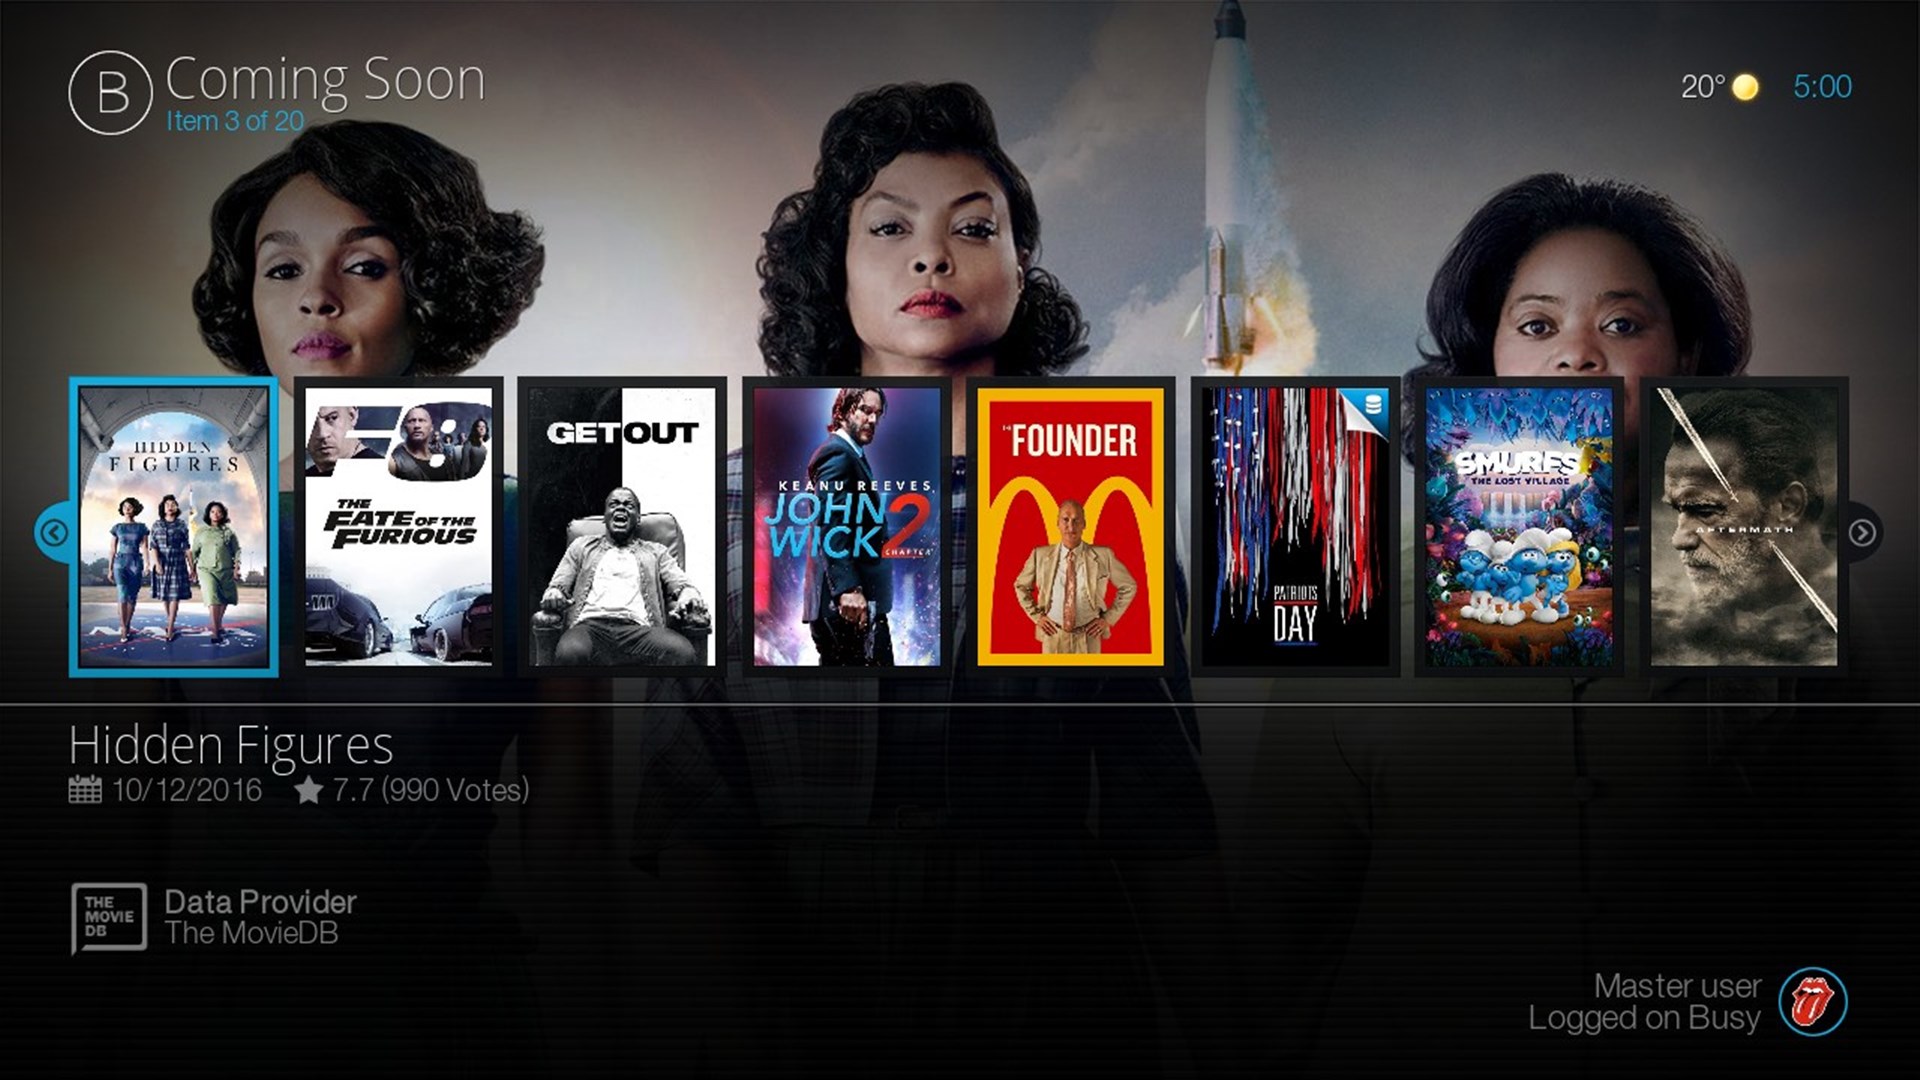 B
Coming Soon
Item 3 of 20
20°
5:00
HIDDEN
FIGURES
F8
THE
FATE OF THE
FURIOUS
GET OUT
KEANU REEVES
JOHN
WICK 2
CHAPTER
THE
FOUNDER
PATRIOTS
DAY
SMURFS
THE LOST VILLAGE
AFTERMATH
Hidden Figures
10/12/2016 7.7 (990 Votes)
THE
MOVIE
DB
Data Provider
The MovieDB
Master user
Logged on Busy